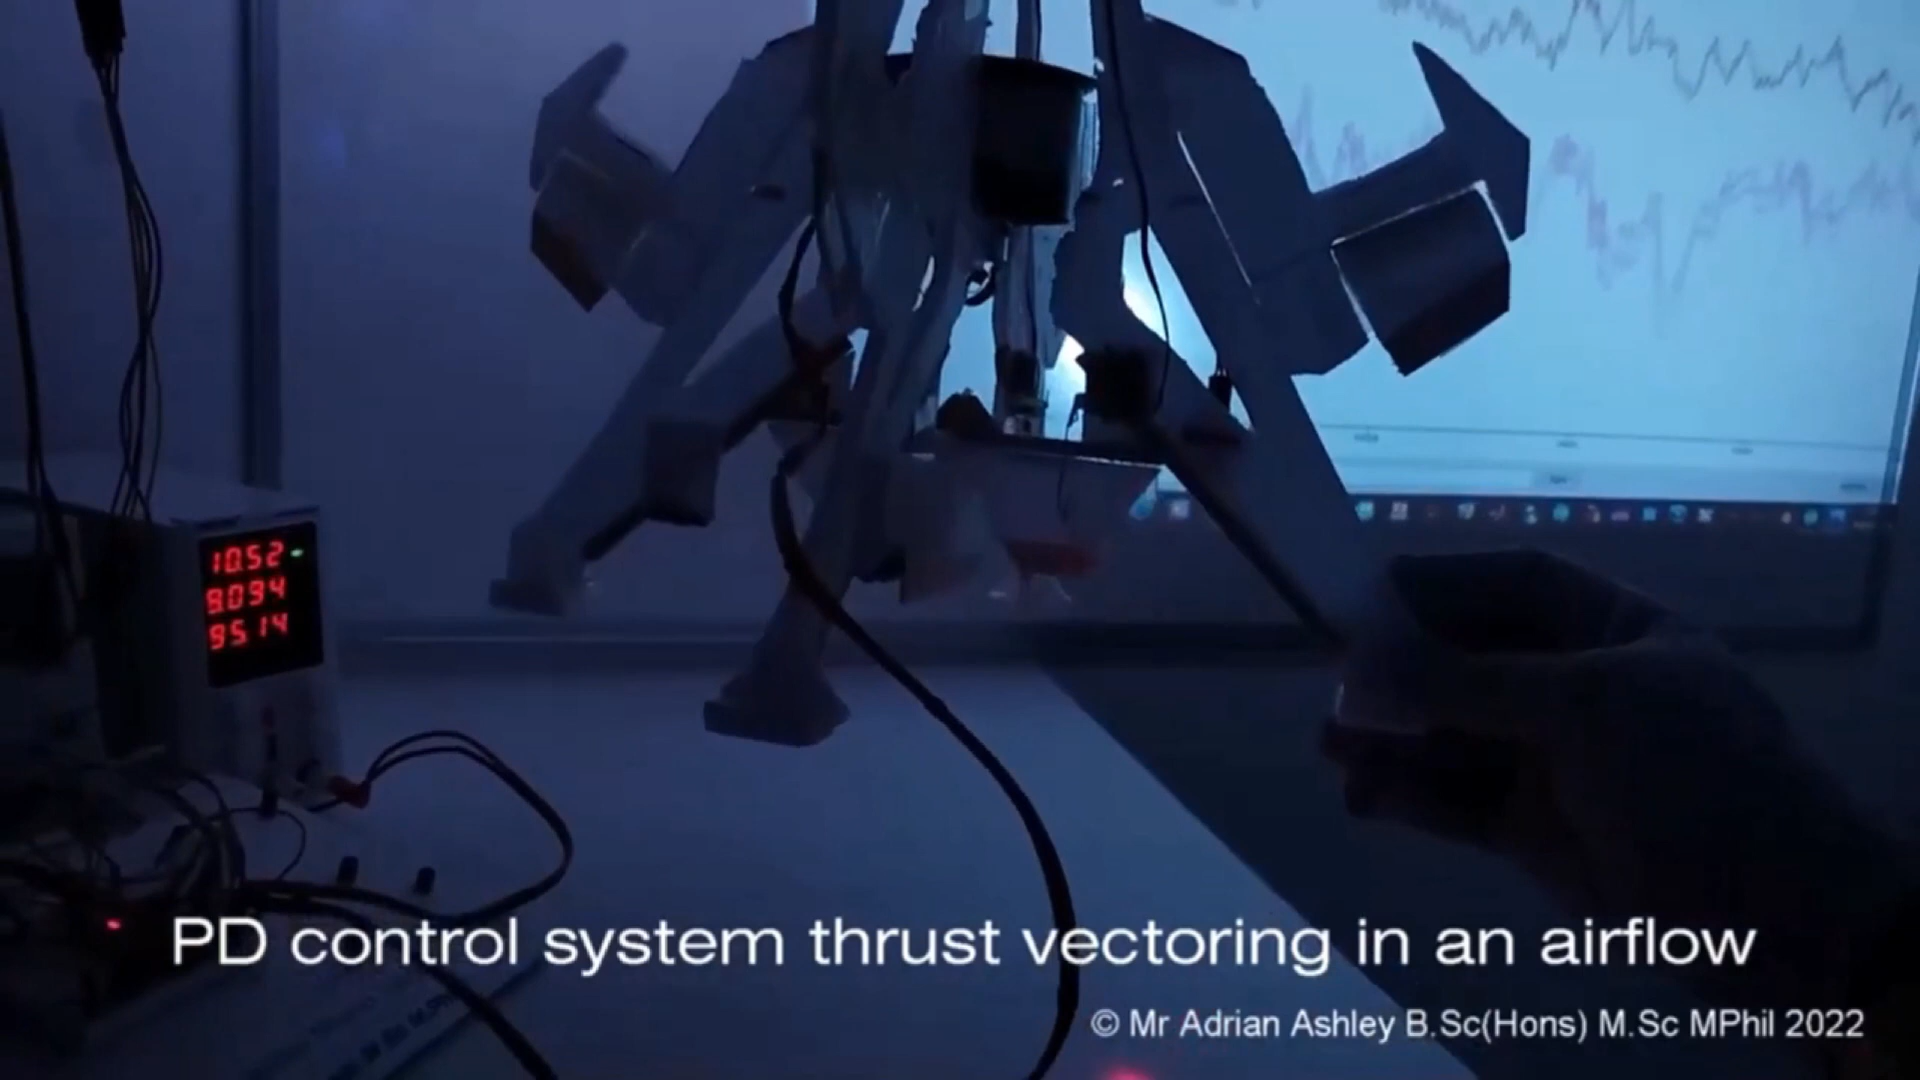 10.52
9.094
95.14
PD control system thrust vectoring in an airflow
© Mr Adrian Ashley B.Sc(Hons) M.Sc MPhil 2022